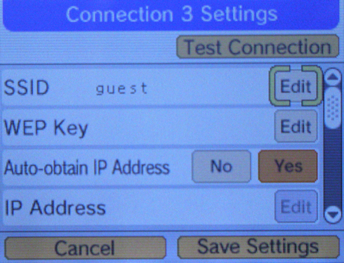 Connection 3 Settings
Test Connection
SSID guest Edit
WEP Key Edit
Auto-obtain IP Address No Yes
IP Address Edit
Cancel Save Settings